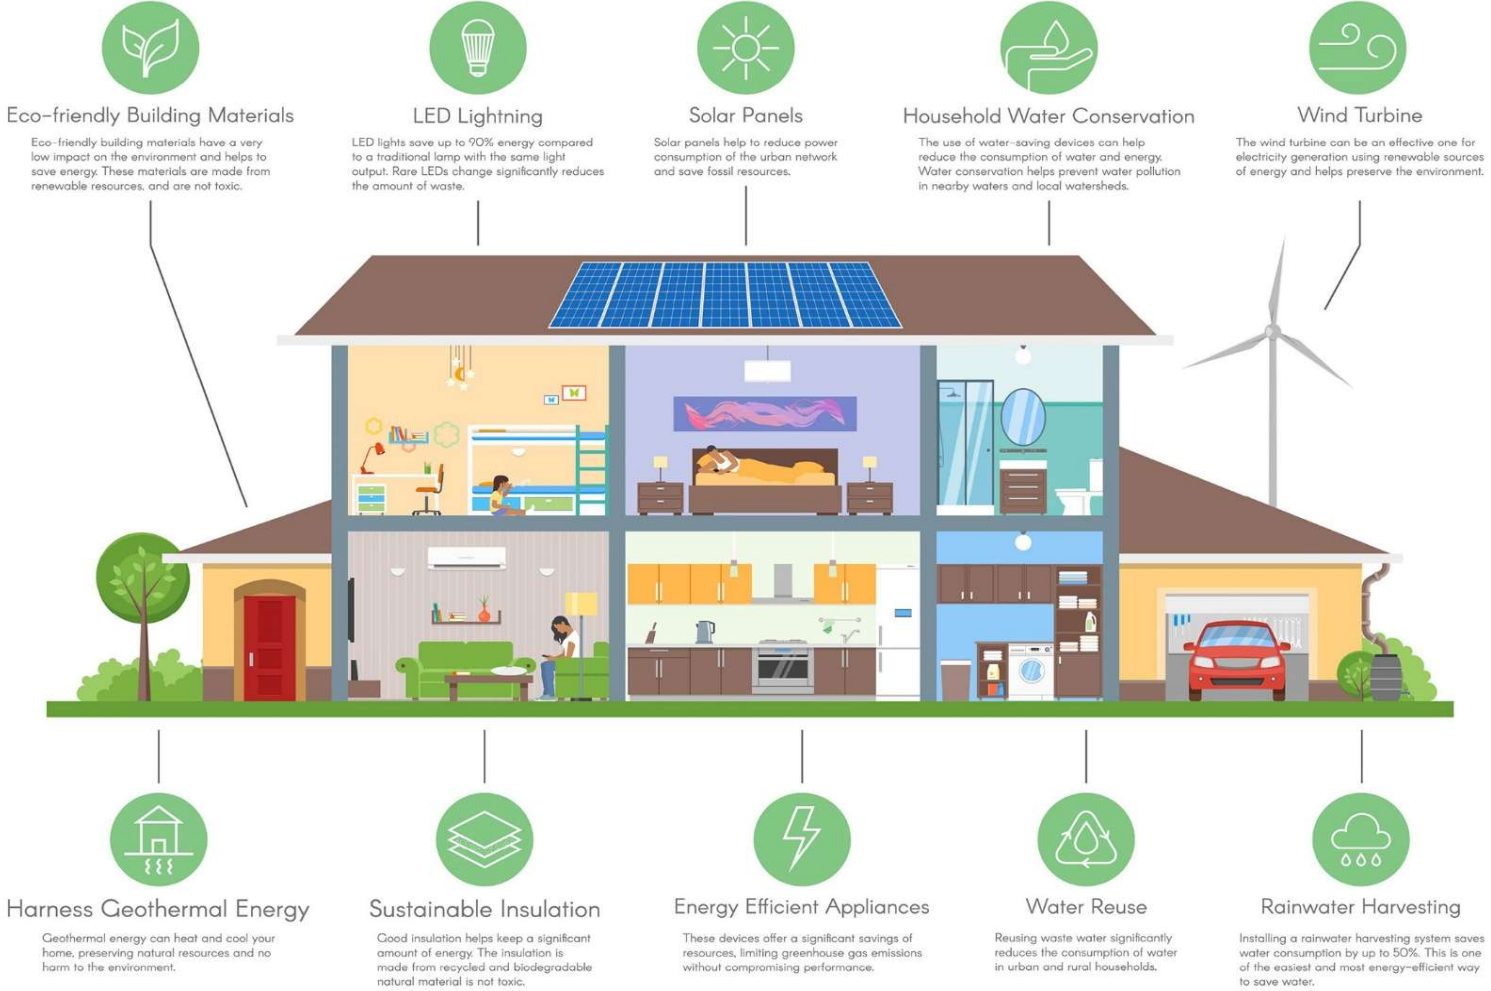 Eco-friendly Building Materials
Eco-friendly building materials have a very
low impact on the environment and helps to
save energy. These materials are made from
renewable resources, and are not toxic.
LED Lightning
LED lights save up to 90% energy compared
to a traditional lamp with the same light
output. Rare LEDs change significantly reduces
the amount of waste.
Solar Panels
Solar panels help to reduce power
consumption of the urban network
and save fossil resources.
Household Water Conservation
The use of water-saving devices can help
reduce the consumption of water and energy.
Water conservation helps prevent water pollution
in nearby waters and local watersheds.
Wind Turbine
The wind turbine can be an effective one for
electricity generation using renewable sources
of energy and helps preserve the environment.
Harness Geothermal Energy
Geothermal energy can heat and cool your
home, preserving natural resources and no
harm to the environment.
Sustainable Insulation
Good insulation helps keep a significant
amount of energy. The insulation is
made from recycled and biodegradable
natural material is not toxic.
Energy Efficient Appliances
These devices offer a significant savings of
resources, limiting greenhouse gas emissions
without compromising performance.
Water Reuse
Reusing waste water significantly
reduces the consumption of water
in urban and rural households.
Rainwater Harvesting
Installing a rainwater harvesting system saves
water consumption by up to 50%. This is one
of the easiest and most energy-efficient way
to save water.